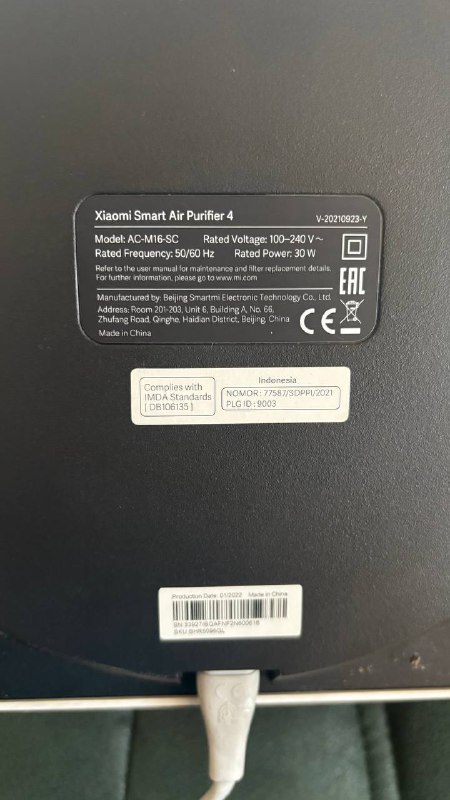 Xiaomi Smart Air Purifier 4
V-20210923-Y
Model: AC-M16-SC Rated Voltage: 100–240 V~
Rated Frequency: 50/60 Hz Rated Power: 30 W
Refer to the user manual for maintenance and filter replacement details.
For further information, please go to www.mi.com
Manufactured by: Beijing Smartmi Electronic Technology Co., Ltd.
Address: Room 201-203, Unit 6, Building A, No. 66,
Zhufang Road, Qinghe, Haidian District, Beijing, China
Made in China
EAC
CE
Complies with
IMDA Standards
[ DB106135 ]
Indonesia
NOMOR : 77587/SDPPI/2021
PLG ID : 9003
Production Date: 01/2022 Made in China